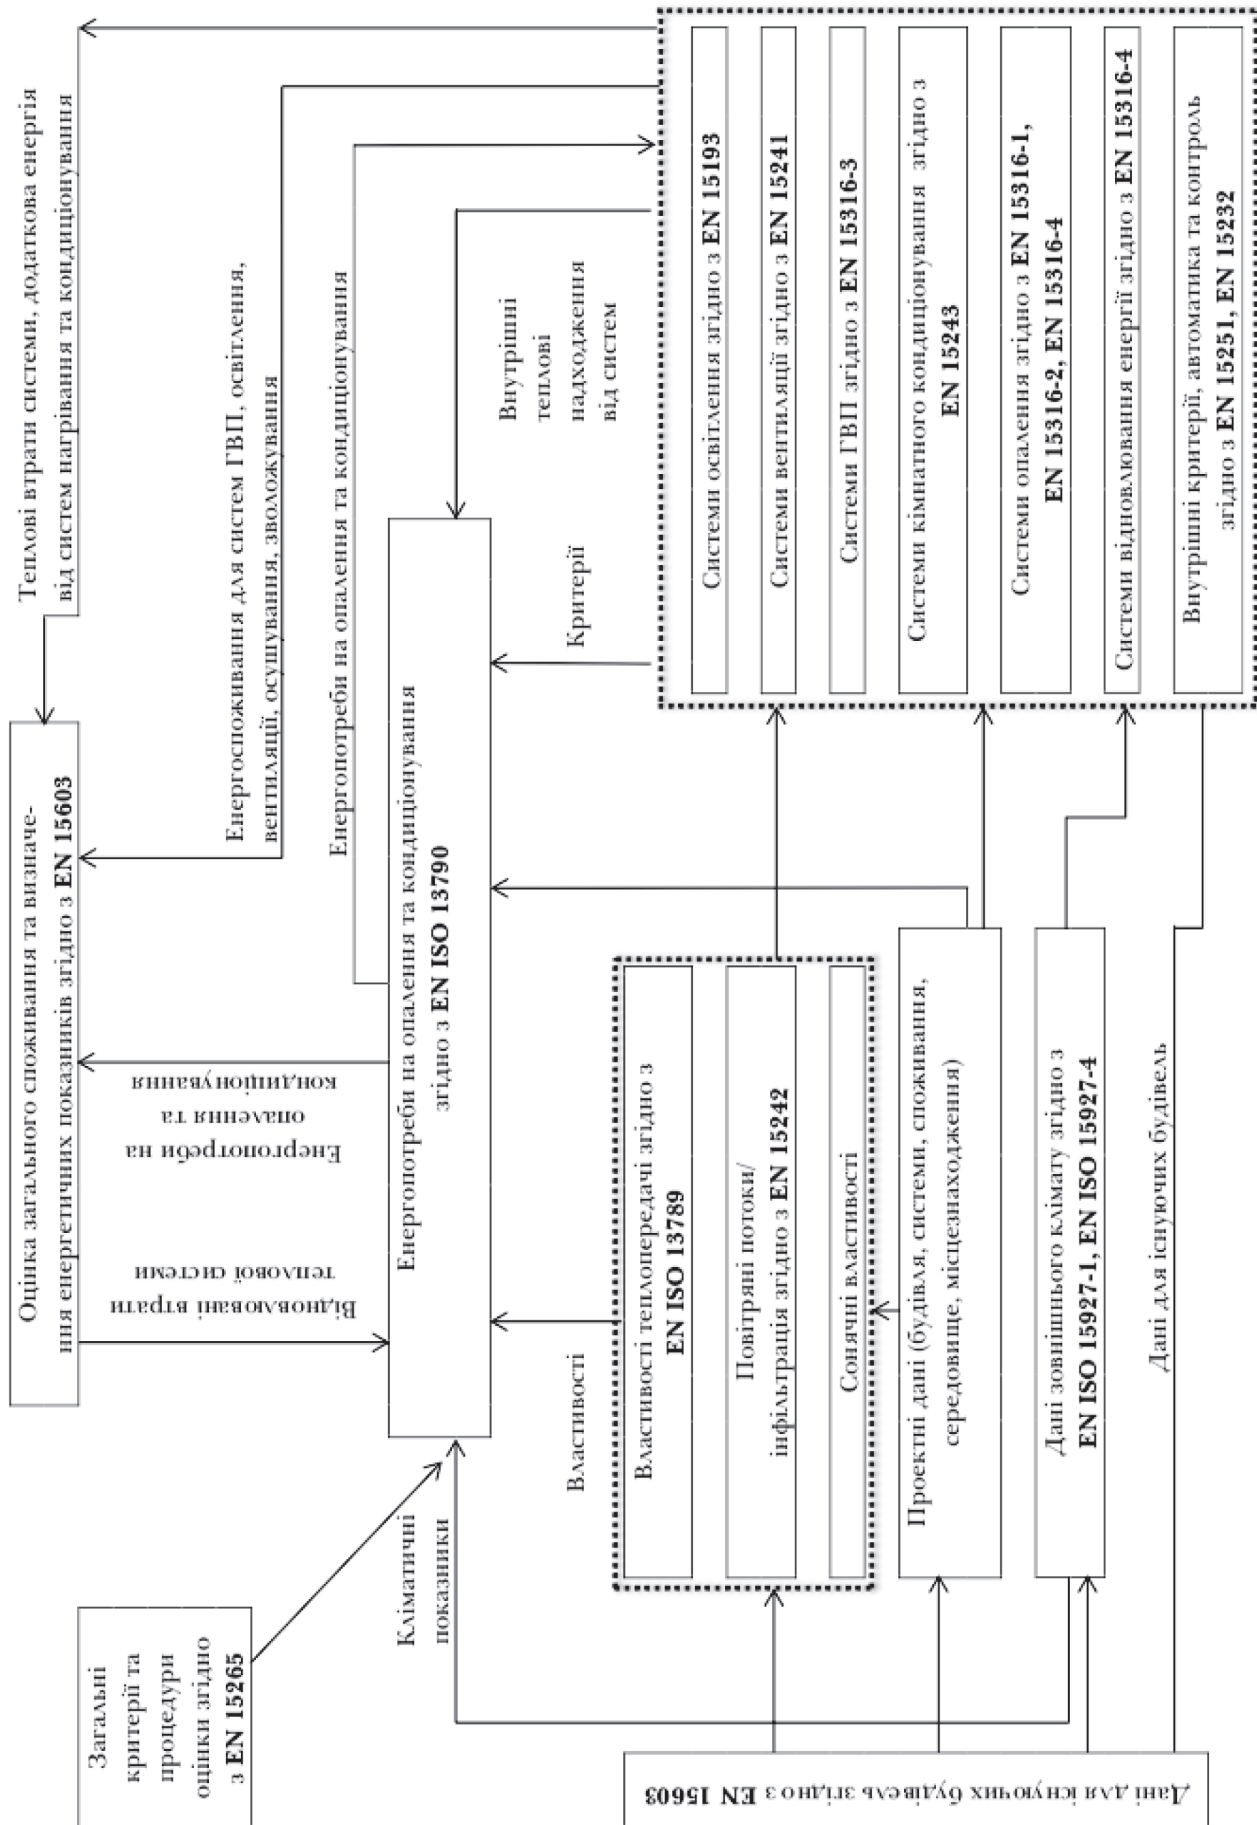 Оцінка загального споживання та визначе-
ння енергетичних показників згідно з EN 15603
Теплові втрати системи, додаткова енергія
від систем нагрівання та кондиціонування
Загальні
критерії та
процедури
оцінки згідно
з EN 15265
Відновлювані втрати
теплової системи
Енергопотреби на
опалення та
кондиціонування
Енергоспоживання для систем ГВП, освітлення,
вентиляції, осушування, зволожування
Енергопотреби на опалення та кондиціонування
Кліматичні
показники
Енергопотреби на опалення та кондиціонування
згідно з EN ISO 13790
Внутрішні
теплові
надходження
від систем
Властивості
Критерії
Дані для існуючих будівель згідно з EN 15603
Властивості теплопередачі згідно з
EN ISO 13789
Повітряні потоки/
інфільтрація згідно з EN 15242
Сонячні властивості
Проектні дані (будівля, системи, споживання,
середовище, місцезнаходження)
Дані зовнішнього клімату згідно з
EN ISO 15927-1, EN ISO 15927-4
Дані для існуючих будівель
Системи освітлення згідно з EN 15193
Системи вентиляції згідно з EN 15241
Системи ГВП згідно з EN 15316-3
Системи кімнатного кондиціонування згідно з
EN 15243
Системи опалення згідно з EN 15316-1,
EN 15316-2, EN 15316-4
Системи відновлювання енергії згідно з EN 15316-4
Внутрішні критерії, автоматика та контроль
згідно з EN 15251, EN 15232